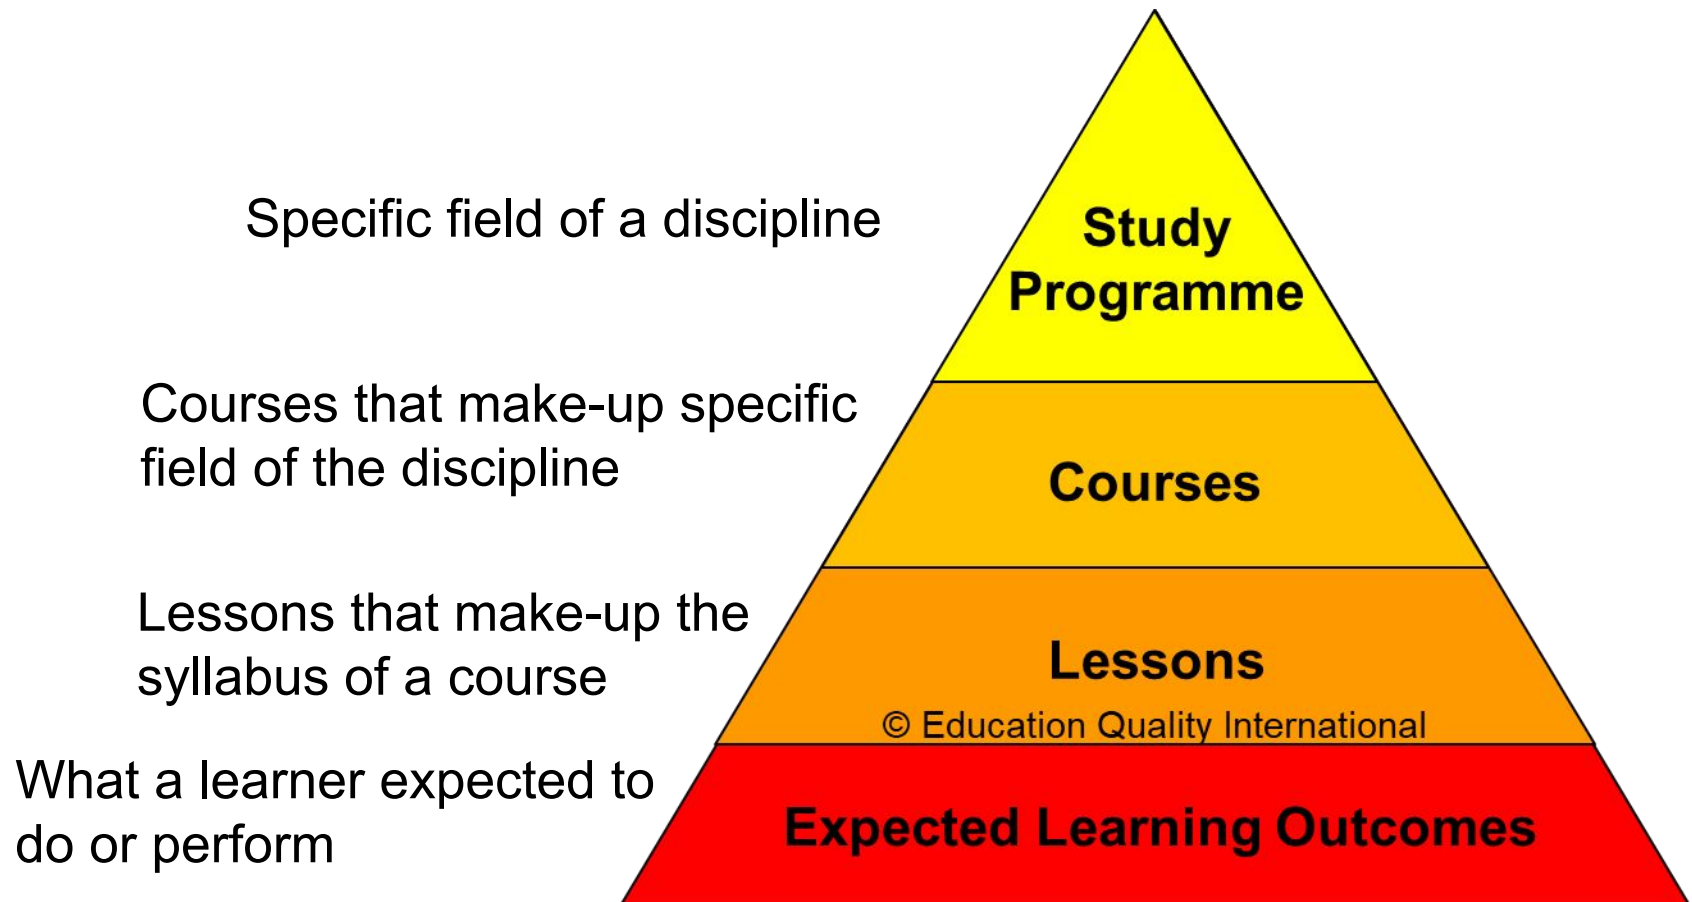 Specific field of a discipline
Study
Programme
Courses that make-up specific
field of the discipline
Courses
Lessons that make-up the
syllabus of a course
Lessons
© Education Quality International
What a learner expected to
do or perform
Expected Learning Outcomes